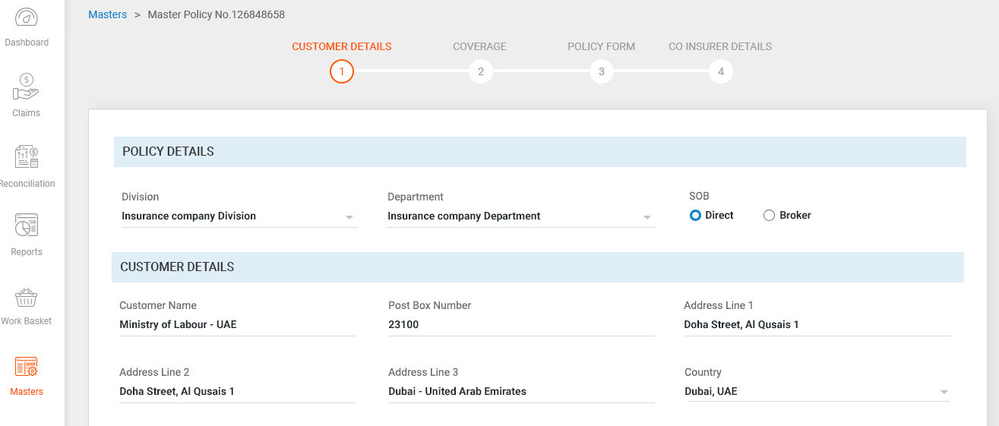 Masters > Master Policy No.126848658
Dashboard
Claims
Reconciliation
Reports
Work Basket
Masters
CUSTOMER DETAILS COVERAGE POLICY FORM CO INSURER DETAILS
1 2 3 4
POLICY DETAILS
Division Department SOB
Insurance company Division Insurance company Department Direct Broker
CUSTOMER DETAILS
Customer Name Post Box Number Address Line 1
Ministry of Labour - UAE 23100 Doha Street, Al Qusais 1
Address Line 2 Address Line 3 Country
Doha Street, Al Qusais 1 Dubai - United Arab Emirates Dubai, UAE